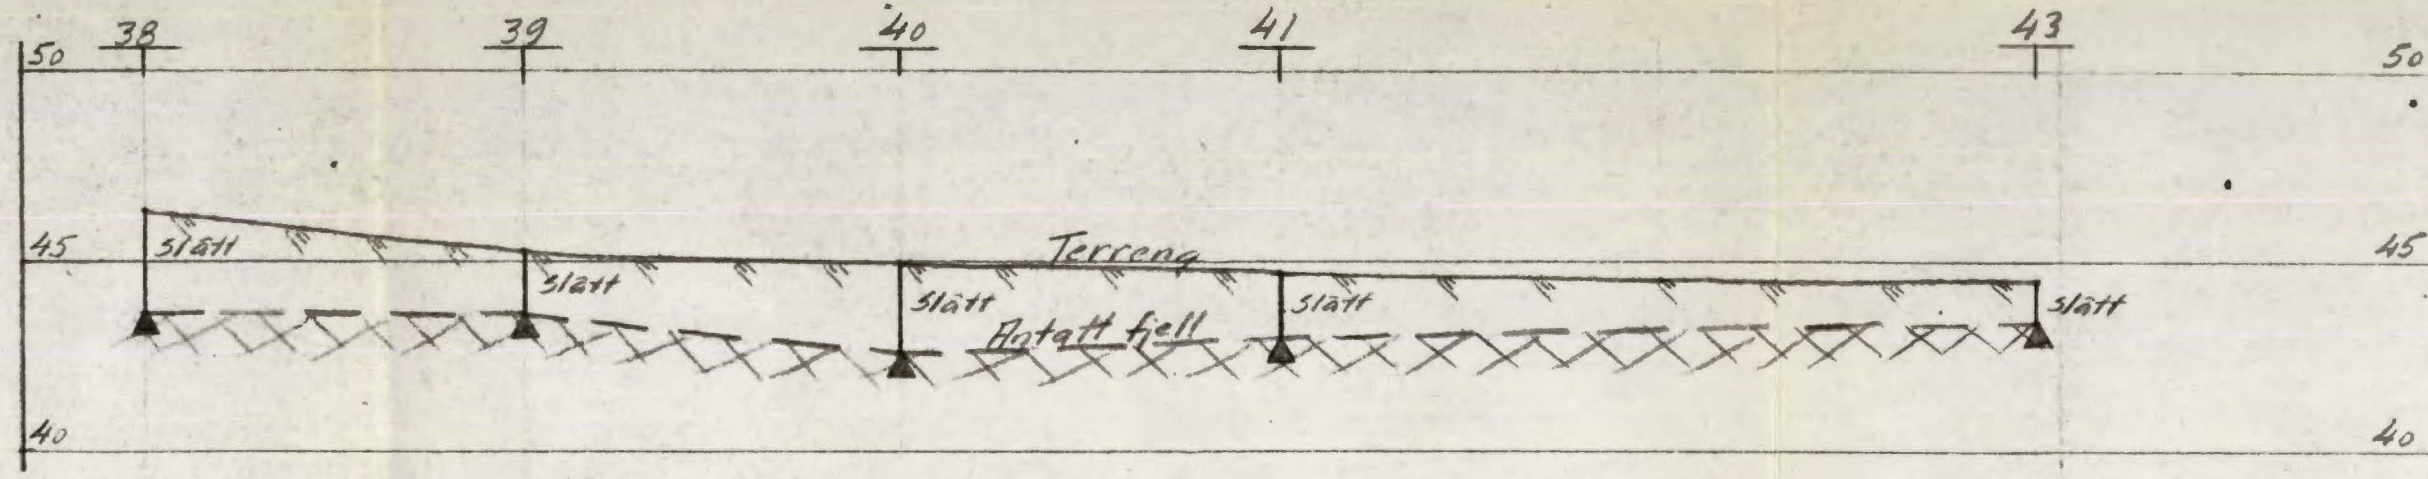 38 39 40 41 43
50 50
45 slått slått slått Terreng slått slått 45
Antatt fjell
40 40